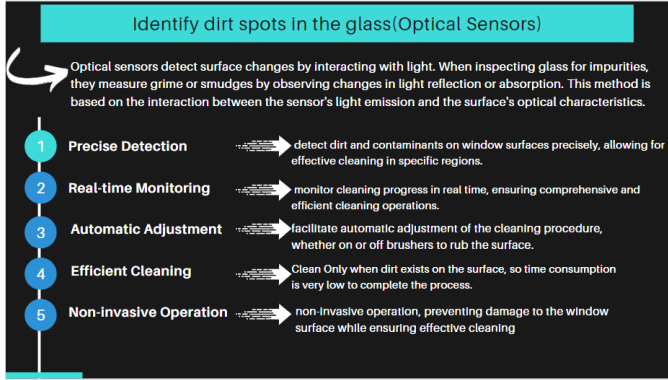 Identify dirt spots in the glass(Optical Sensors)
Optical sensors detect surface changes by interacting with light. When inspecting glass for impurities,
they measure grime or smudges by observing changes in light reflection or absorption. This method is
based on the interaction between the sensor's light emission and the surface's optical characteristics.
1 Precise Detection
detect dirt and contaminants on window surfaces precisely, allowing for
effective cleaning in specific regions.
2 Real-time Monitoring
monitor cleaning progress in real time, ensuring comprehensive and
efficient cleaning operations.
3 Automatic Adjustment
facilitate automatic adjustment of the cleaning procedure,
whether on or off brushers to rub the surface.
4 Efficient Cleaning
Clean Only when dirt exists on the surface, so time consumption
is very low to complete the process.
5 Non-invasive Operation
non-invasive operation, preventing damage to the window
surface while ensuring effective cleaning